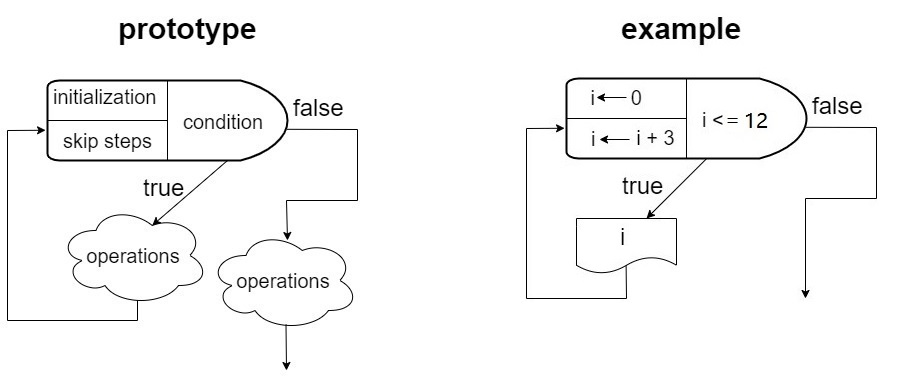 prototype
initialization
skip steps
condition
false
true
operations
operations
example
i ← 0
i ← i + 3
i <= 12
false
true
i